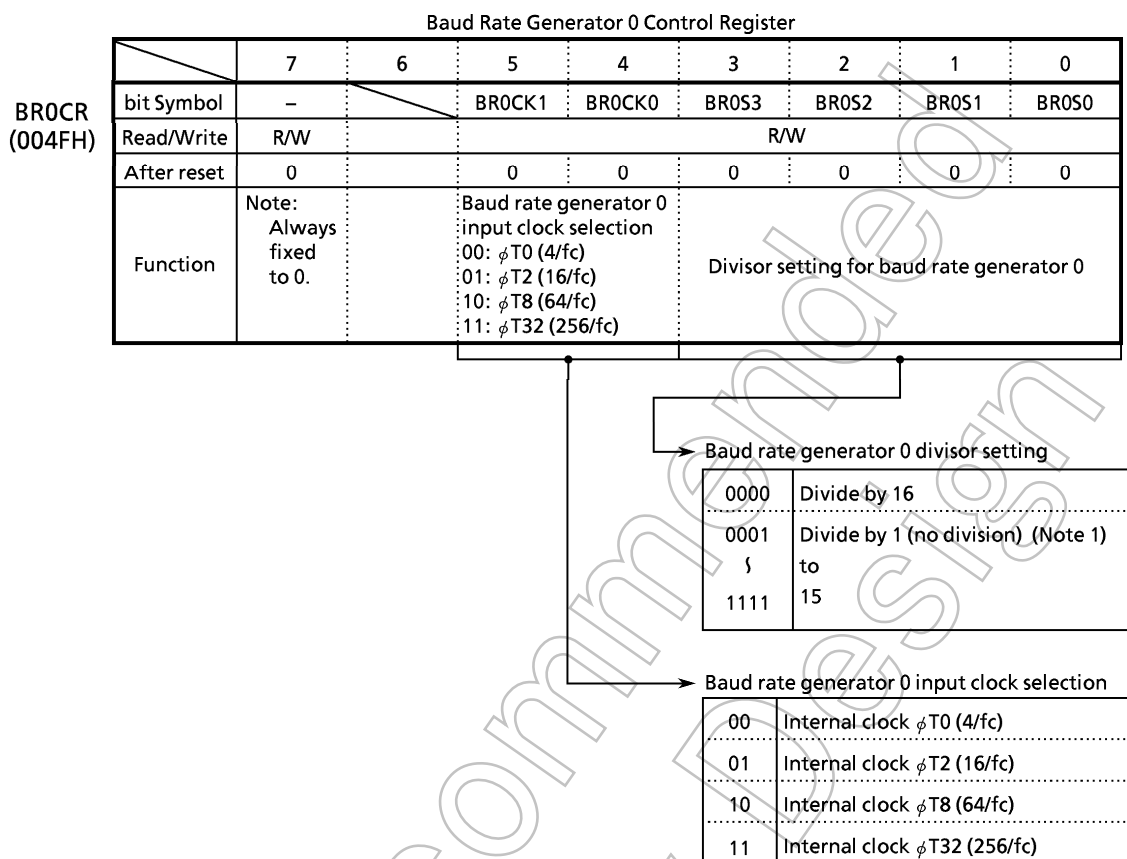 Baud Rate Generator 0 Control Register
7 6 5 4 3 2 1 0
BR0CR
(004FH)
bit Symbol – BR0CK1 BR0CK0 BR0S3 BR0S2 BR0S1 BR0S0
Read/Write R/W R/W
After reset 0 0 0 0 0 0 0
Function
Note:
Always
fixed
to 0.
Baud rate generator 0
input clock selection
00: φT0 (4/fc)
01: φT2 (16/fc)
10: φT8 (64/fc)
11: φT32 (256/fc)
Divisor setting for baud rate generator 0
Baud rate generator 0 divisor setting
0000 Divide by 16
0001 Divide by 1 (no division) (Note 1)
⌇ to
1111 15
Baud rate generator 0 input clock selection
00 Internal clock φT0 (4/fc)
01 Internal clock φT2 (16/fc)
10 Internal clock φT8 (64/fc)
11 Internal clock φT32 (256/fc)
ommended
Design